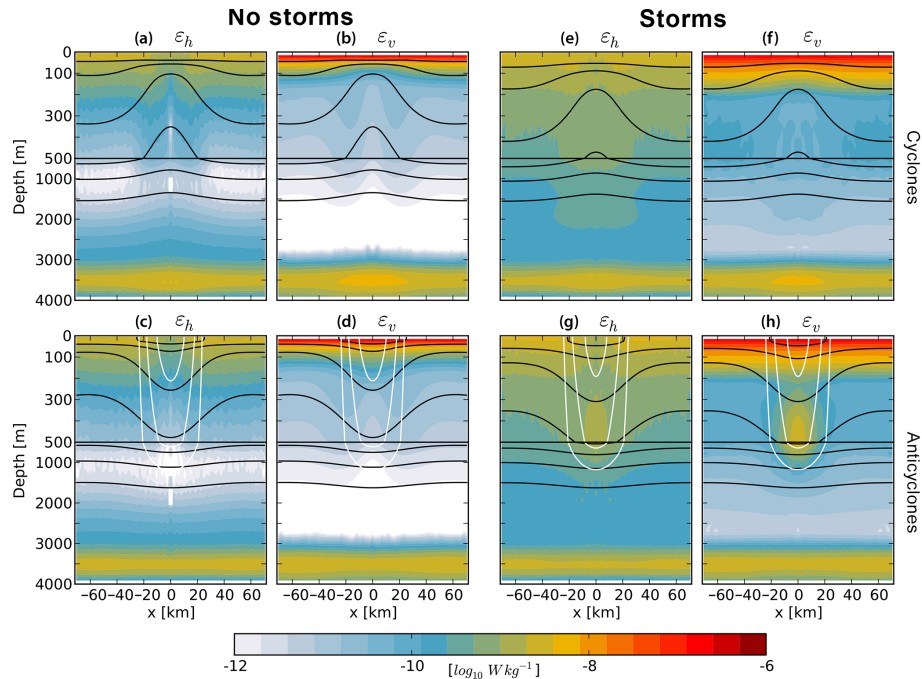 No storms Storms
(a) εh (b) εv (e) εh (f) εv
0
100
300
500
1000
2000
3000
4000
Depth [m]
Cyclones
(c) εh (d) εv (g) εh (h) εv
0
100
300
500
1000
2000
3000
4000
Depth [m]
Anticyclones
−60−40−20 0 20 40 60 −60−40−20 0 20 40 60 −60−40−20 0 20 40 60 −60−40−20 0 20 40 60
x [km] x [km] x [km] x [km]
-12 -10 -8 -6
[log10 Wkg−1]